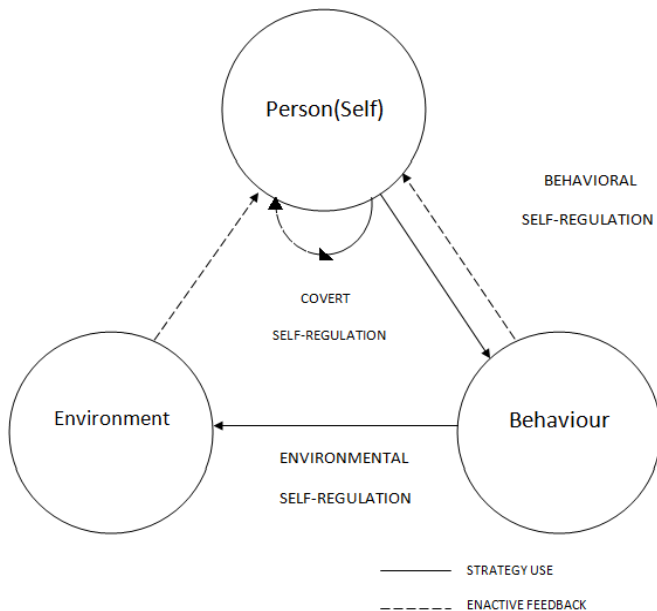 Person(Self)
BEHAVIORAL
SELF-REGULATION
COVERT
SELF-REGULATION
Environment
Behaviour
ENVIRONMENTAL
SELF-REGULATION
STRATEGY USE
ENACTIVE FEEDBACK